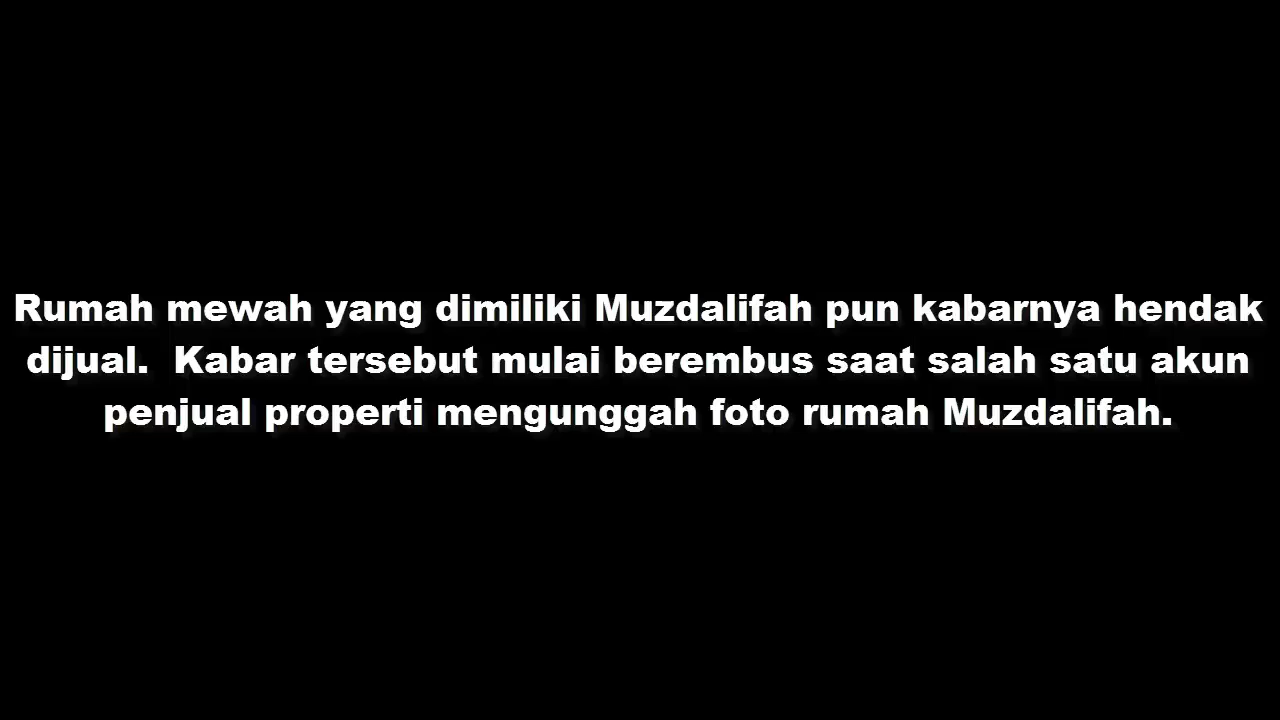 Rumah mewah yang dimiliki Muzdalifah pun kabarnya hendak
dijual.  Kabar tersebut mulai berembus saat salah satu akun
penjual properti mengunggah foto rumah Muzdalifah.